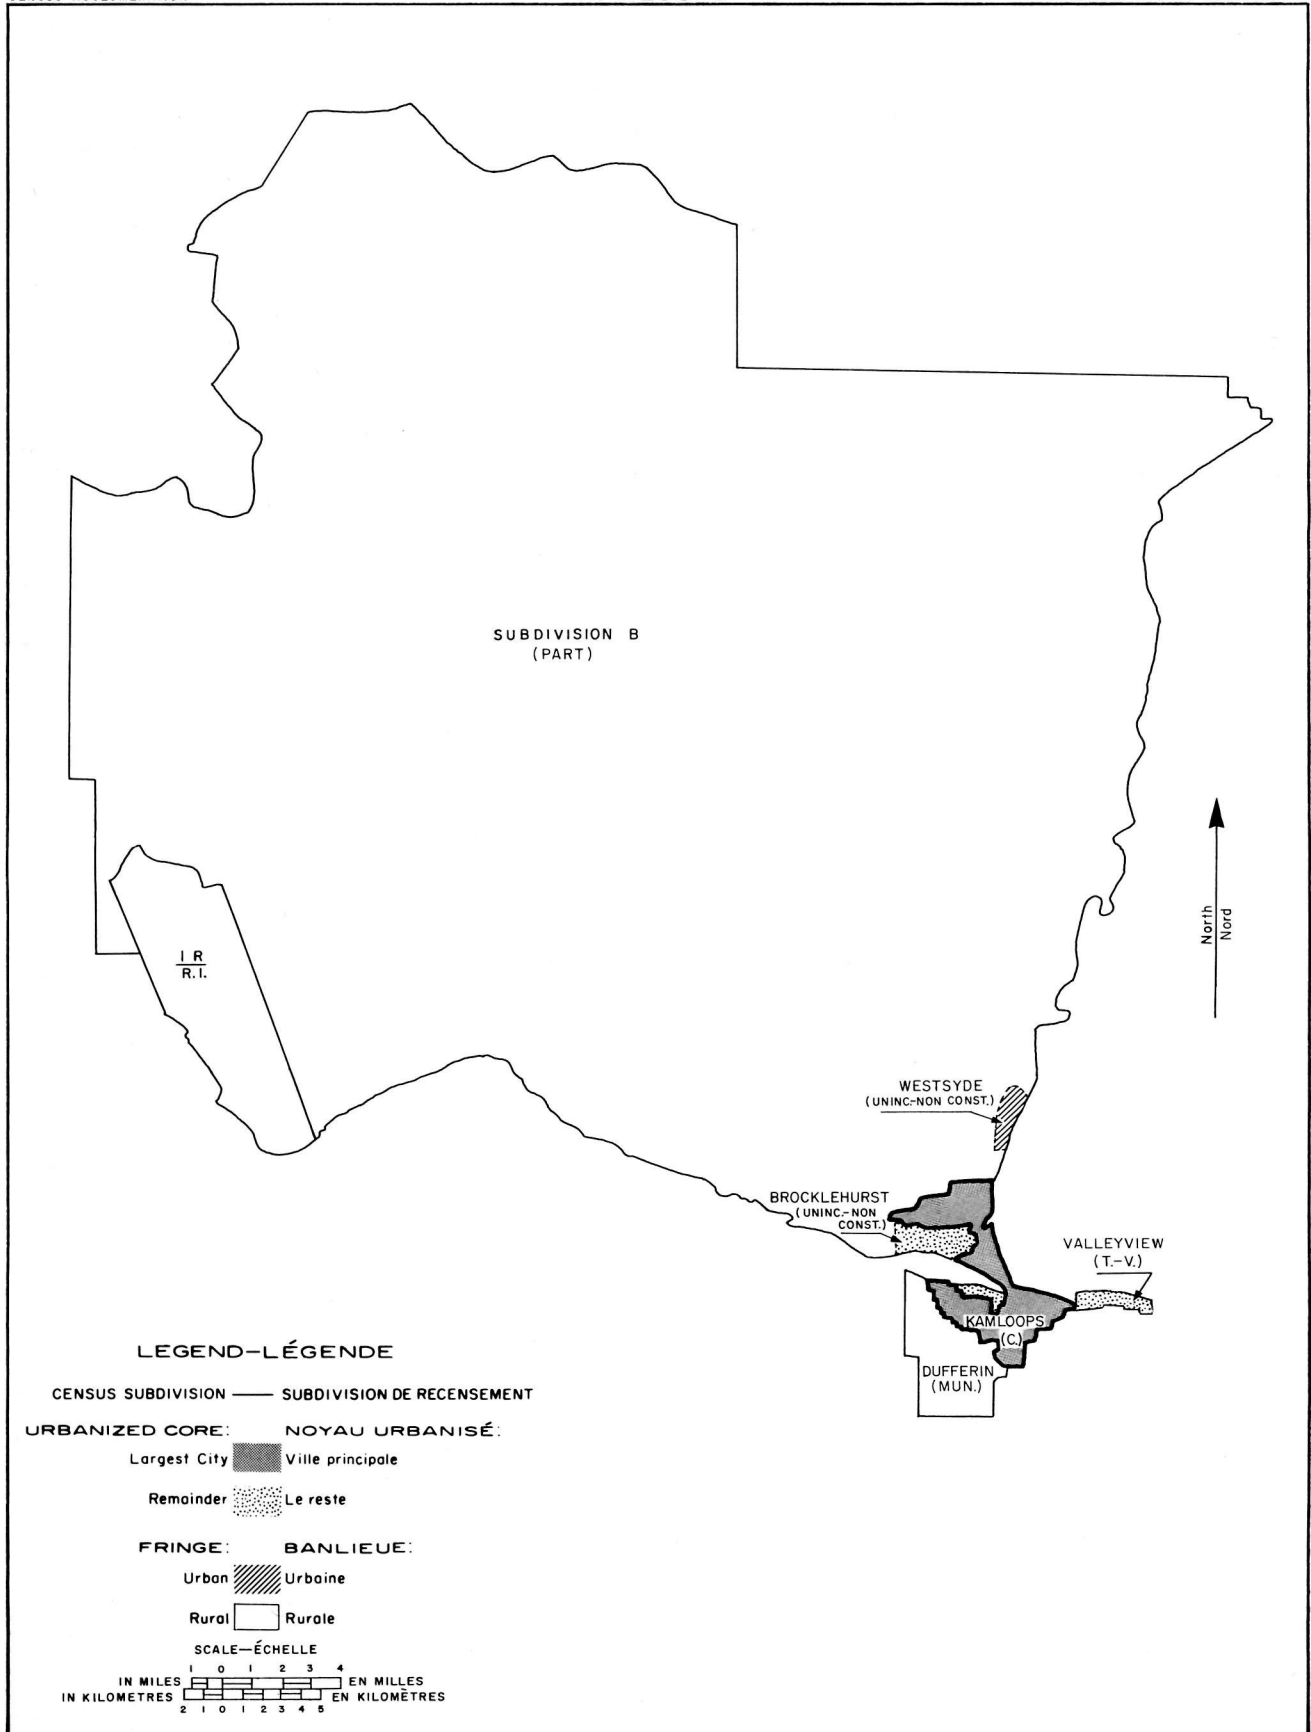 SUBDIVISION B
(PART)
I R
R.I.
North
Nord
WESTSYDE
(UNINC.-NON CONST.)
BROCKLEHURST
(UNINC.-NON
CONST.)
VALLEYVIEW
(T.-V.)
KAMLOOPS
(C.)
DUFFERIN
(MUN.)
LEGEND-LÉGENDE
CENSUS SUBDIVISION SUBDIVISION DE RECENSEMENT
URBANIZED CORE: NOYAU URBANISÉ:
Largest City Ville principale
Remainder Le reste
FRINGE: BANLIEUE:
Urban Urbaine
Rural Rurale
SCALE-ÉCHELLE
1 0 1 2 3 4
IN MILES EN MILLES
IN KILOMETRES EN KILOMÈTRES
2 1 0 1 2 3 4 5